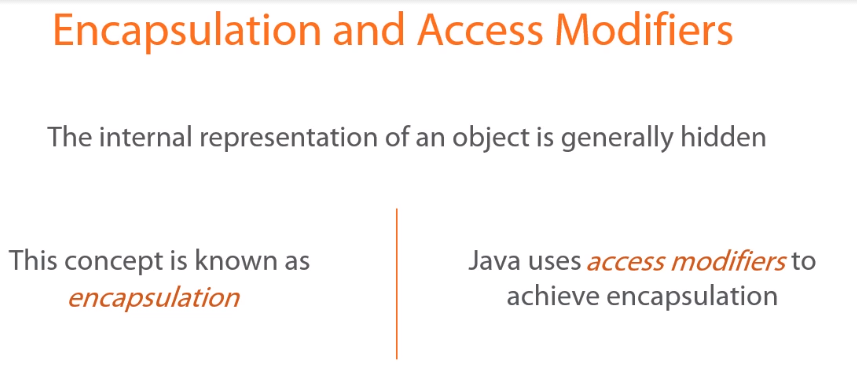 Encapsulation and Access Modifiers
The internal representation of an object is generally hidden
This concept is known as
encapsulation
Java uses access modifiers to
achieve encapsulation